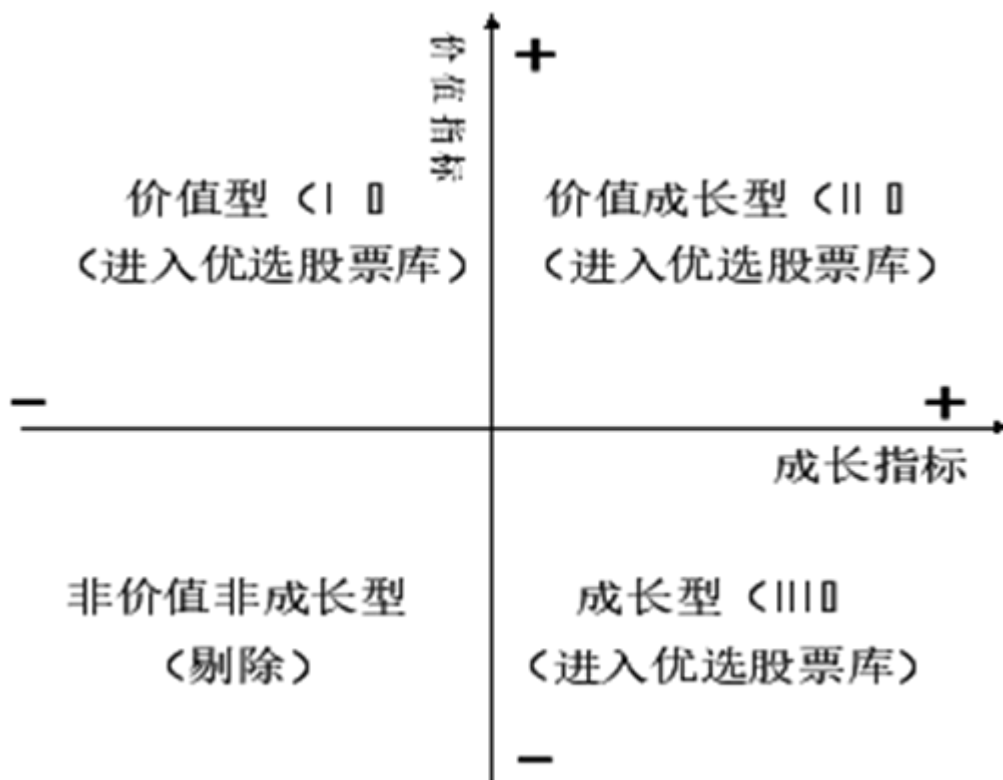 价值指标
+
价值型（I ▯
（进入优选股票库）
价值成长型（II ▯
（进入优选股票库）
−
+
成长指标
非价值非成长型
（剔除）
成长型（III▯
（进入优选股票库）
−